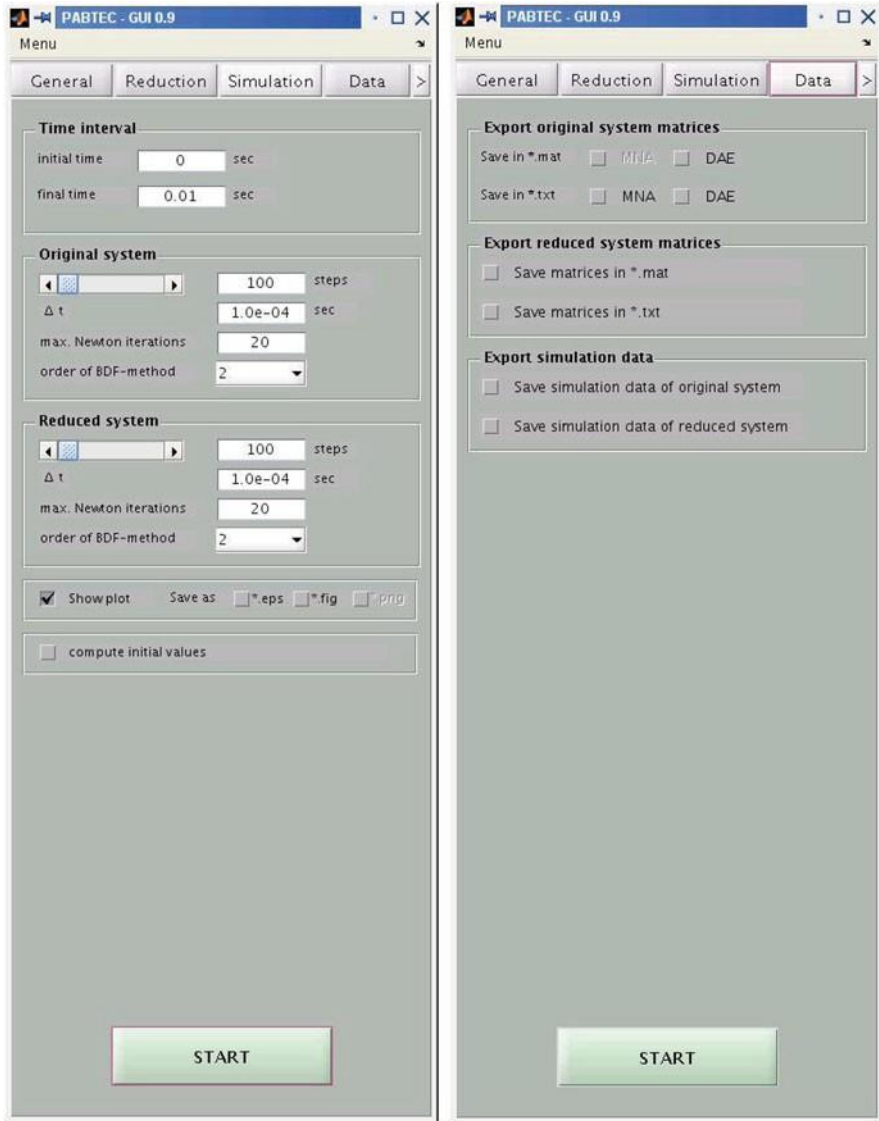 PABTEC - GUI 0.9
Menu
General Reduction Simulation Data >
Time interval
initial time 0 sec
final time 0.01 sec
Original system
100 steps
Δ t 1.0e-04 sec
max. Newton iterations 20
order of BDF-method 2
Reduced system
100 steps
Δ t 1.0e-04 sec
max. Newton iterations 20
order of BDF-method 2
Show plot Save as *.eps *.fig *.png
compute initial values
START
PABTEC - GUI 0.9
Menu
General Reduction Simulation Data >
Export original system matrices
Save in *.mat MNA DAE
Save in *.txt MNA DAE
Export reduced system matrices
Save matrices in *.mat
Save matrices in *.txt
Export simulation data
Save simulation data of original system
Save simulation data of reduced system
START